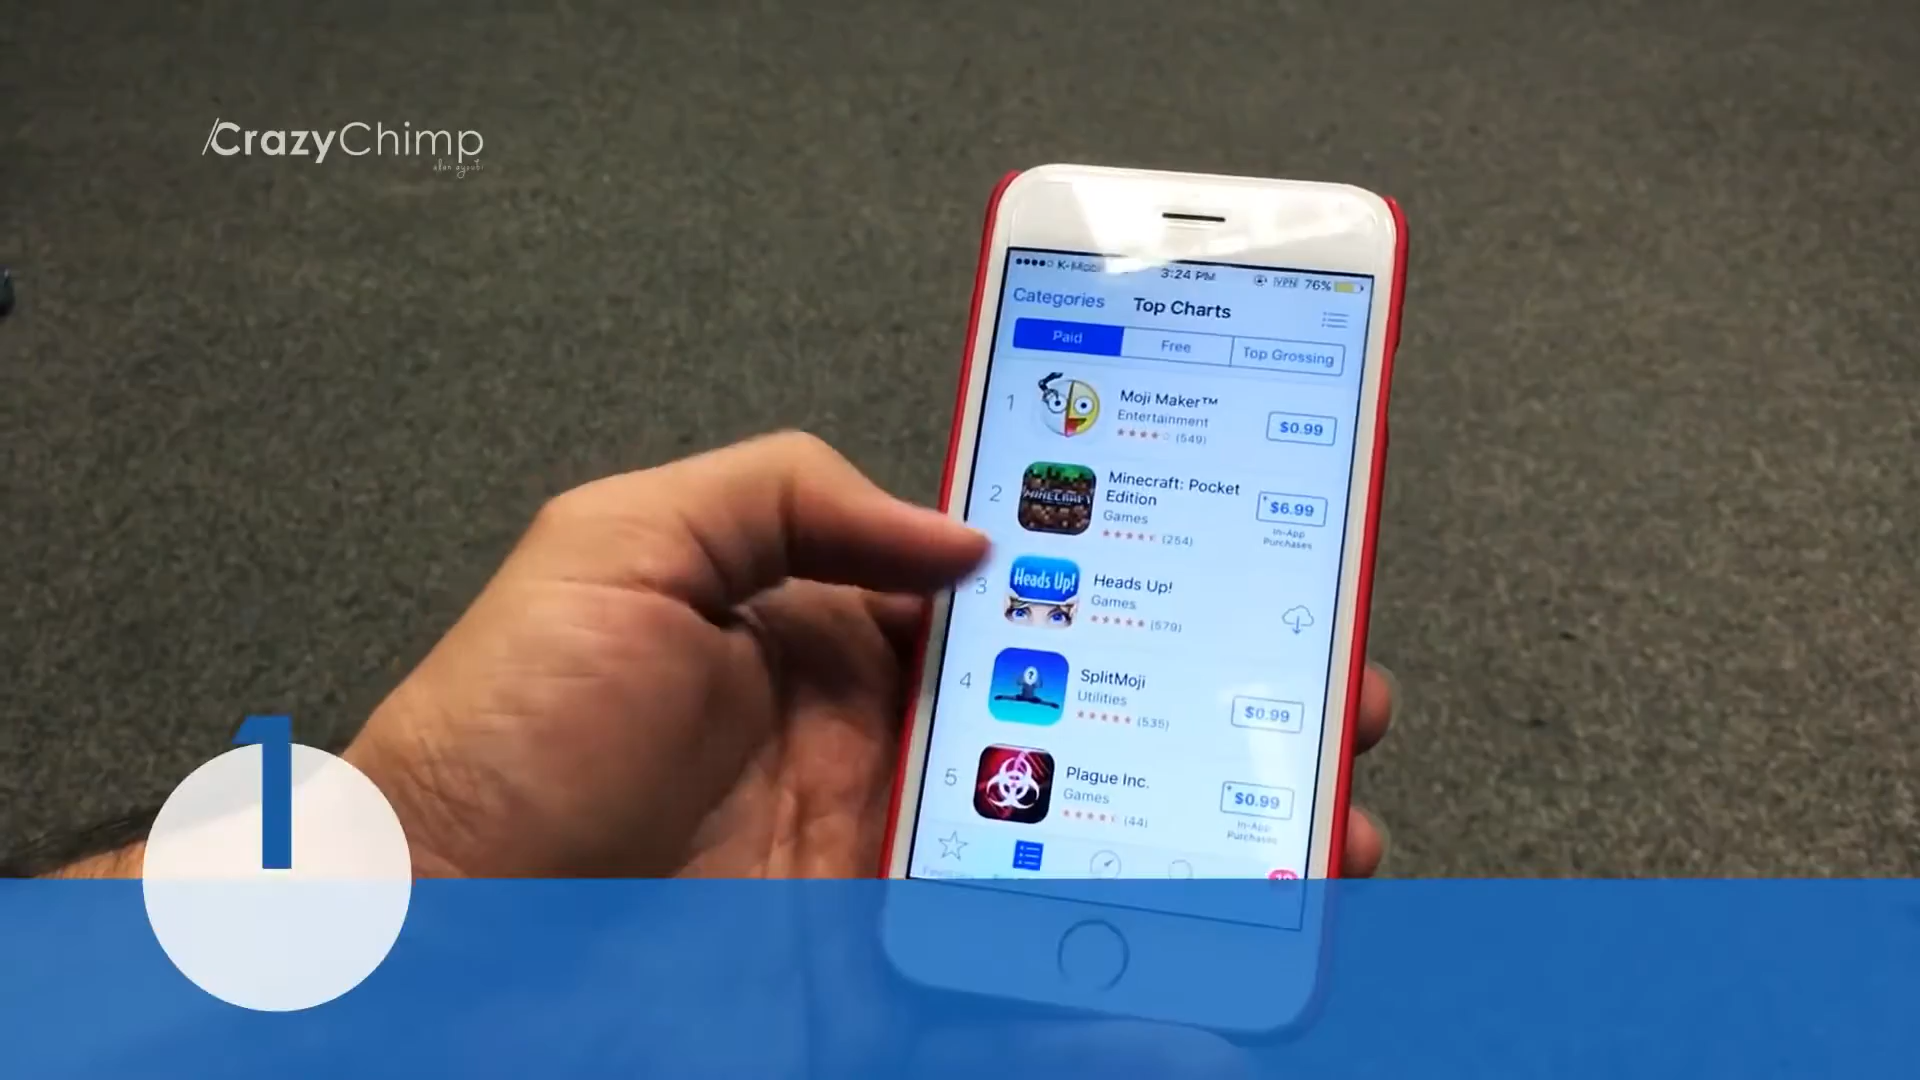 /CrazyChimp
3:24 PM
VPN 76%
Categories
Top Charts
Paid
Free
Top Grossing
1
Moji Maker™
Entertainment
(549)
$0.99
2
Minecraft: Pocket
Edition
Games
(254)
+ $6.99
In-App
Purchases
MINECRAFT
3
Heads Up!
Heads Up!
Games
(579)
4
SplitMoji
Utilities
(535)
$0.99
5
Plague Inc.
Games
(44)
+ $0.99
In-App
Purchases
1